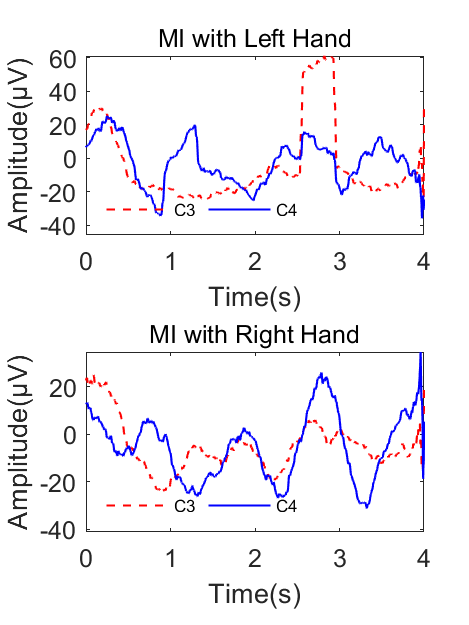 MI with Left Hand
Amplitude(μV)
60
40
20
0
-20
-40
C3
C4
0
1
2
3
4
Time(s)
MI with Right Hand
Amplitude(μV)
20
0
-20
-40
C3
C4
0
1
2
3
4
Time(s)